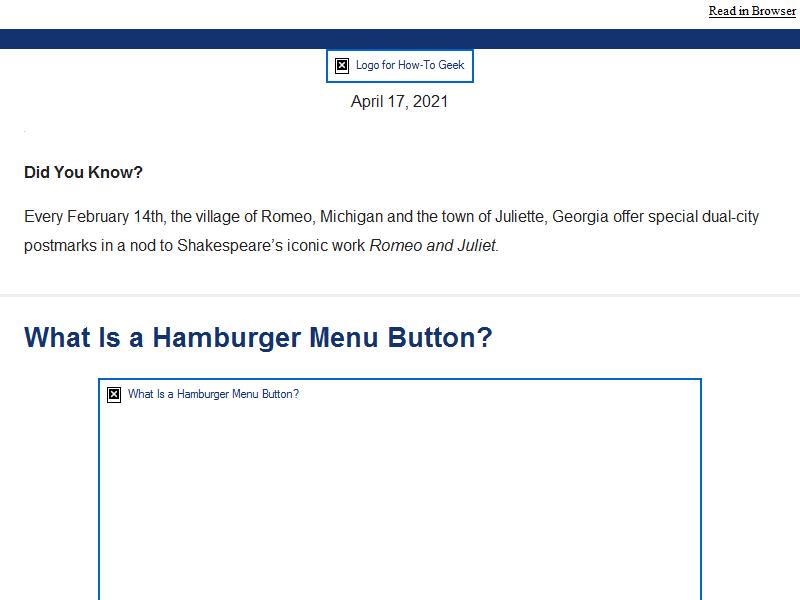 Read in Browser
Logo for How-To Geek
April 17, 2021
Did You Know?
Every February 14th, the village of Romeo, Michigan and the town of Juliette, Georgia offer special dual-city
postmarks in a nod to Shakespeare’s iconic work Romeo and Juliet.
What Is a Hamburger Menu Button?
What Is a Hamburger Menu Button?